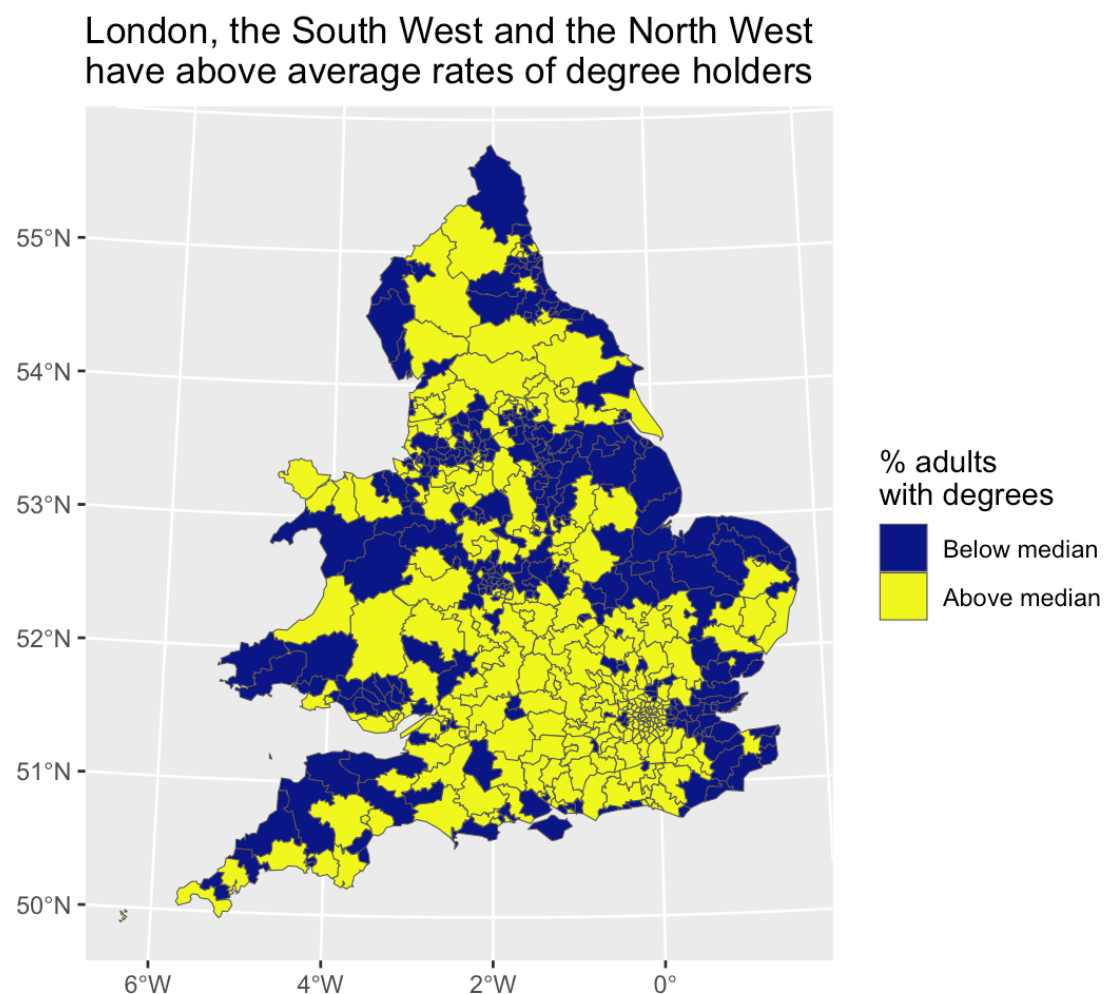 London, the South West and the North West
have above average rates of degree holders
55°N
54°N
53°N
52°N
51°N
50°N
6°W
4°W
2°W
0°
% adults
with degrees
Below median
Above median